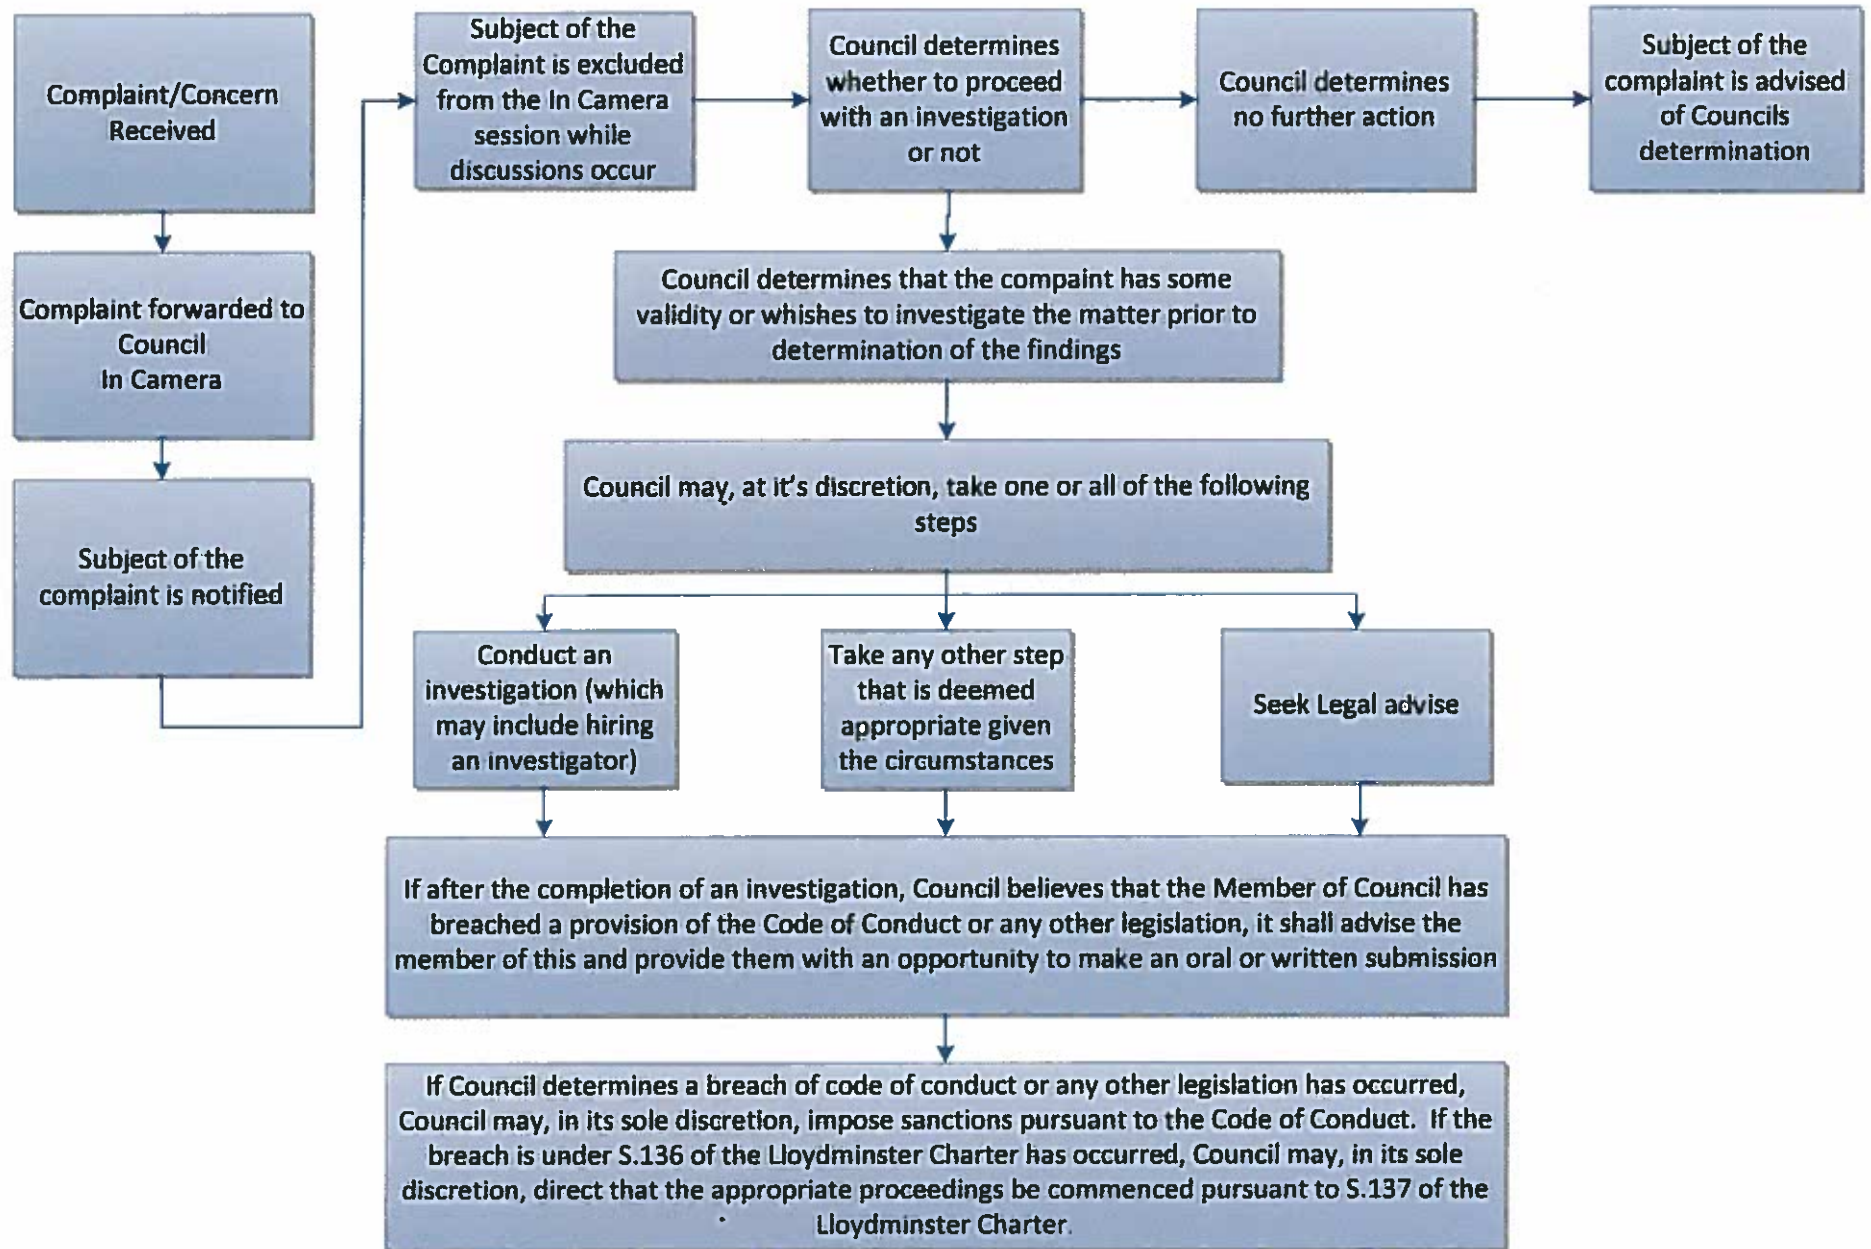 Complaint/Concern
Received
Complaint forwarded to
Council
In Camera
Subject of the
complaint is notified
Subject of the
Complaint is excluded
from the In Camera
session while
discussions occur
Council determines
whether to proceed
with an investigation
or not
Council determines
no further action
Subject of the
complaint is advised
of Councils
determination
Council determines that the compaint has some
validity or whishes to investigate the matter prior to
determination of the findings
Council may, at it's discretion, take one or all of the following
steps
Conduct an
investigation (which
may include hiring
an investigator)
Take any other step
that is deemed
appropriate given
the circumstances
Seek Legal advise
If after the completion of an investigation, Council believes that the Member of Council has
breached a provision of the Code of Conduct or any other legislation, it shall advise the
member of this and provide them with an opportunity to make an oral or written submission
If Council determines a breach of code of conduct or any other legislation has occurred,
Council may, in its sole discretion, impose sanctions pursuant to the Code of Conduct.  If the
breach is under S.136 of the Lloydminster Charter has occurred, Council may, in its sole
discretion, direct that the appropriate proceedings be commenced pursuant to S.137 of the
Lloydminster Charter.